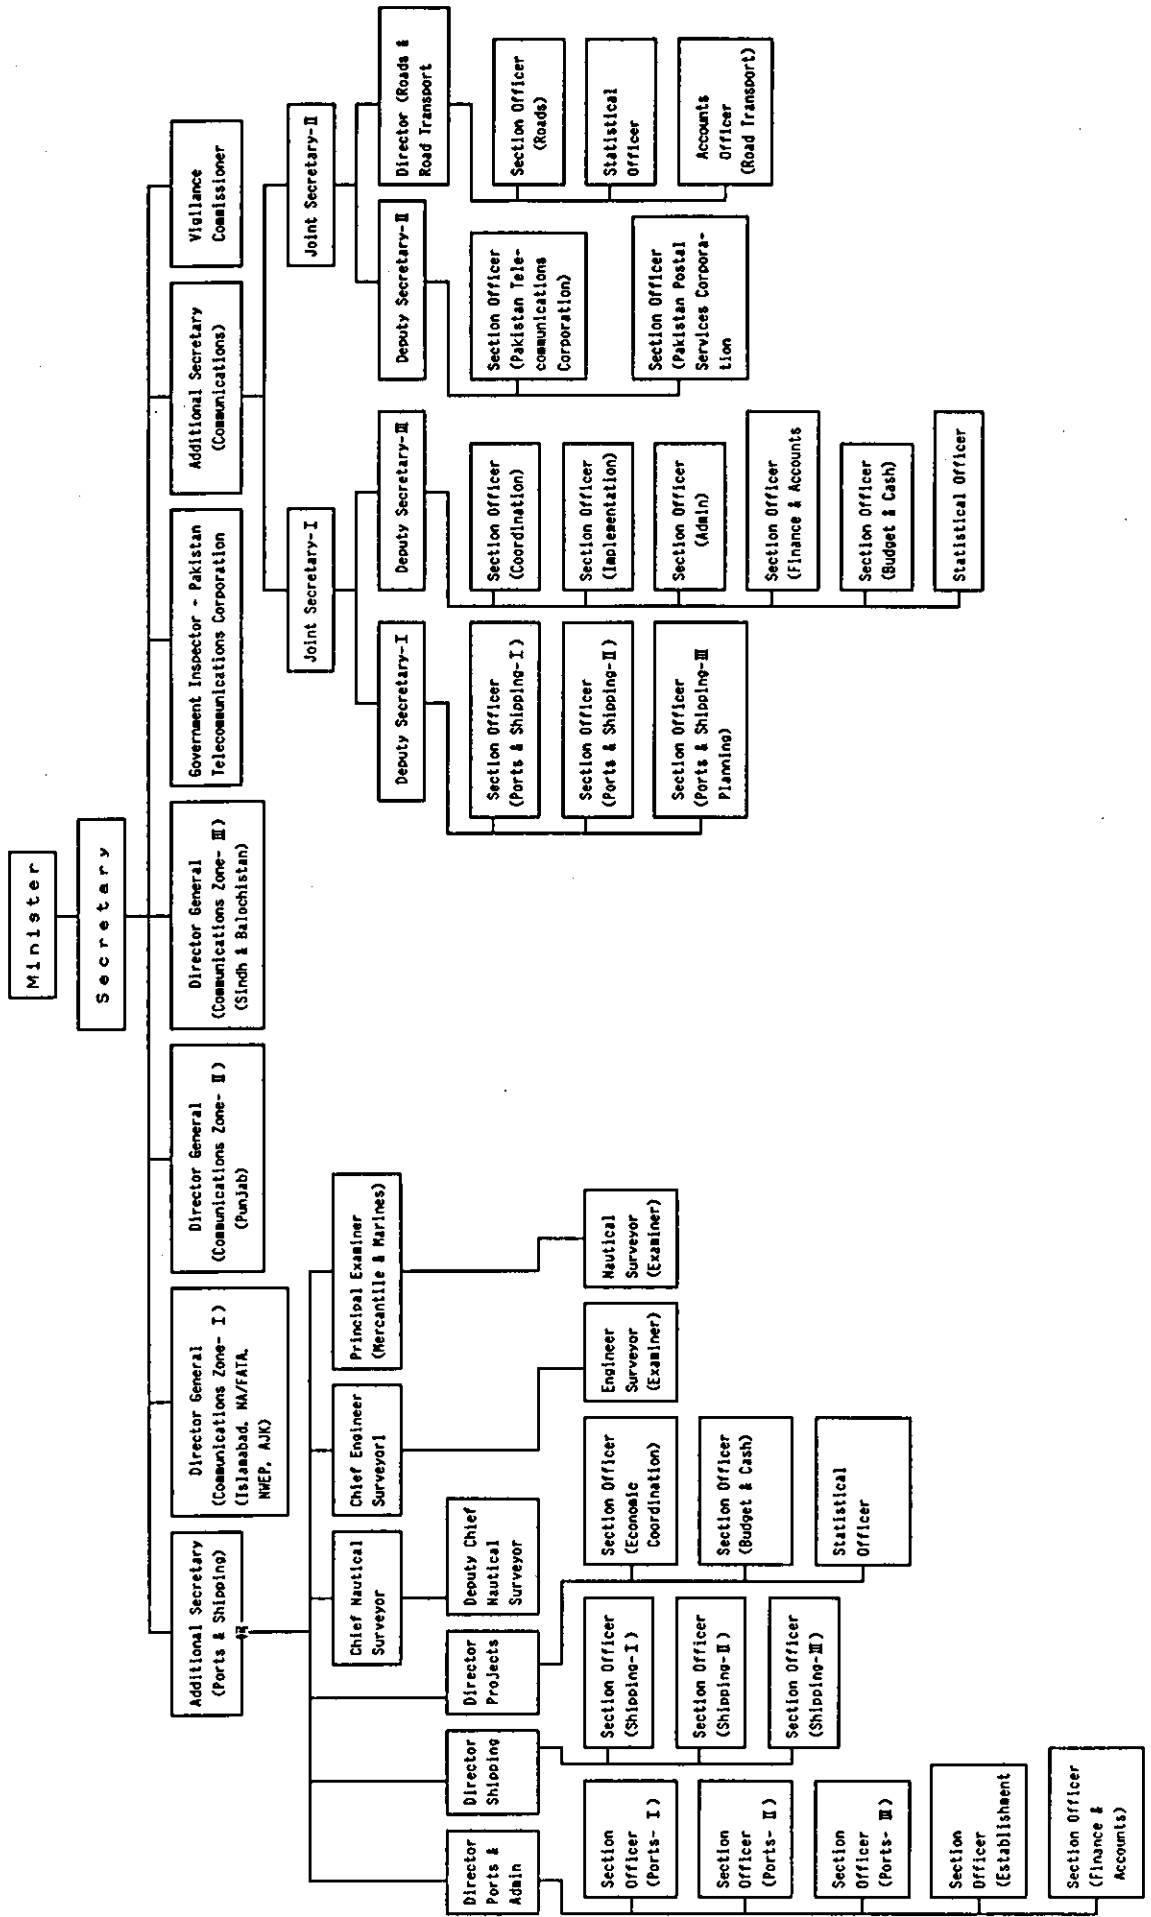 Minister
Secretary
Additional Secretary
(Ports & Shipping)
Director General
(Communications Zone- I)
(Islamabad. NA/FATA.
NWEP. AJK)
Director General
(Communications Zone- II)
(Punjab)
Director General
(Communications Zone- III)
(Sindh & Balochistan)
Government Inspector - Pakistan
Telecommunications Corporation
Additional Secretary
(Communications)
Vigilance
Commissioner
Joint Secretary-I
Joint Secretary-II
Chief Nautical
Surveyor
Chief Engineer
Surveyor1
Principal Examiner
(Mercantile & Marines)
Deputy Secretary-I
Deputy Secretary-III
Deputy Secretary-II
Director (Roads &
Road Transport
Director
Ports &
Admin
Director
Shipping
Director
Projects
Deputy Chief
Nautical
Surveyor
Section Officer
(Ports & Shipping-I)
Section Officer
(Ports & Shipping-II)
Section Officer
(Ports & Shipping-III
Planning)
Section Officer
(Coordination)
Section Officer
(Implementation)
Section Officer
(Admin)
Section Officer
(Finance & Accounts)
Section Officer
(Budget & Cash)
Statistical Officer
Section Officer
(Pakistan Tele-
communications
Corporation)
Section Officer
(Pakistan Postal
Services Corpora-
tion
Section Officer
(Roads)
Statistical
Officer
Accounts
Officer
(Road Transport)
Section
Officer
(Ports- I)
Section
Officer
(Ports- II)
Section
Officer
(Ports- III)
Section
Officer
(Establishment
Section Officer
(Finance &
Accounts)
Section Officer
(Shipping-I)
Section Officer
(Shipping-II)
Section Officer
(Shipping-III)
Section Officer
(Economic
Coordination)
Section Officer
(Budget & Cash)
Statistical
Officer
Engineer
Surveyor
(Examiner)
Nautical
Surveyor
(Examiner)